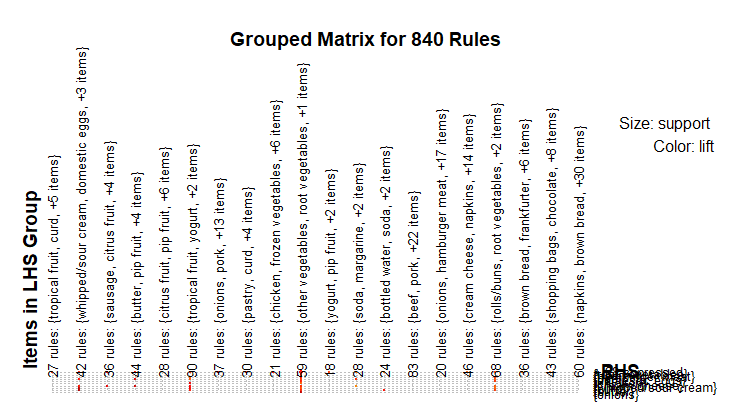 Grouped Matrix for 840 Rules
Size: support
Color: lift
Items in LHS Group
27 rules: {tropical fruit, curd, +5 items}
42 rules: {whipped/sour cream, domestic eggs, +3 items}
36 rules: {sausage, citrus fruit, +4 items}
44 rules: {butter, pip fruit, +4 items}
28 rules: {citrus fruit, pip fruit, +6 items}
90 rules: {tropical fruit, yogurt, +2 items}
37 rules: {onions, pork, +13 items}
30 rules: {pastry, curd, +4 items}
21 rules: {chicken, frozen vegetables, +6 items}
59 rules: {other vegetables, root vegetables, +1 items}
18 rules: {yogurt, pip fruit, +2 items}
28 rules: {soda, margarine, +2 items}
24 rules: {bottled water, soda, +2 items}
83 rules: {beef, pork, +22 items}
20 rules: {onions, hamburger meat, +17 items}
46 rules: {cream cheese, napkins, +14 items}
68 rules: {rolls/buns, root vegetables, +2 items}
36 rules: {brown bread, frankfurter, +6 items}
43 rules: {shopping bags, chocolate, +8 items}
60 rules: {napkins, brown bread, +30 items}
RHS
{onions}